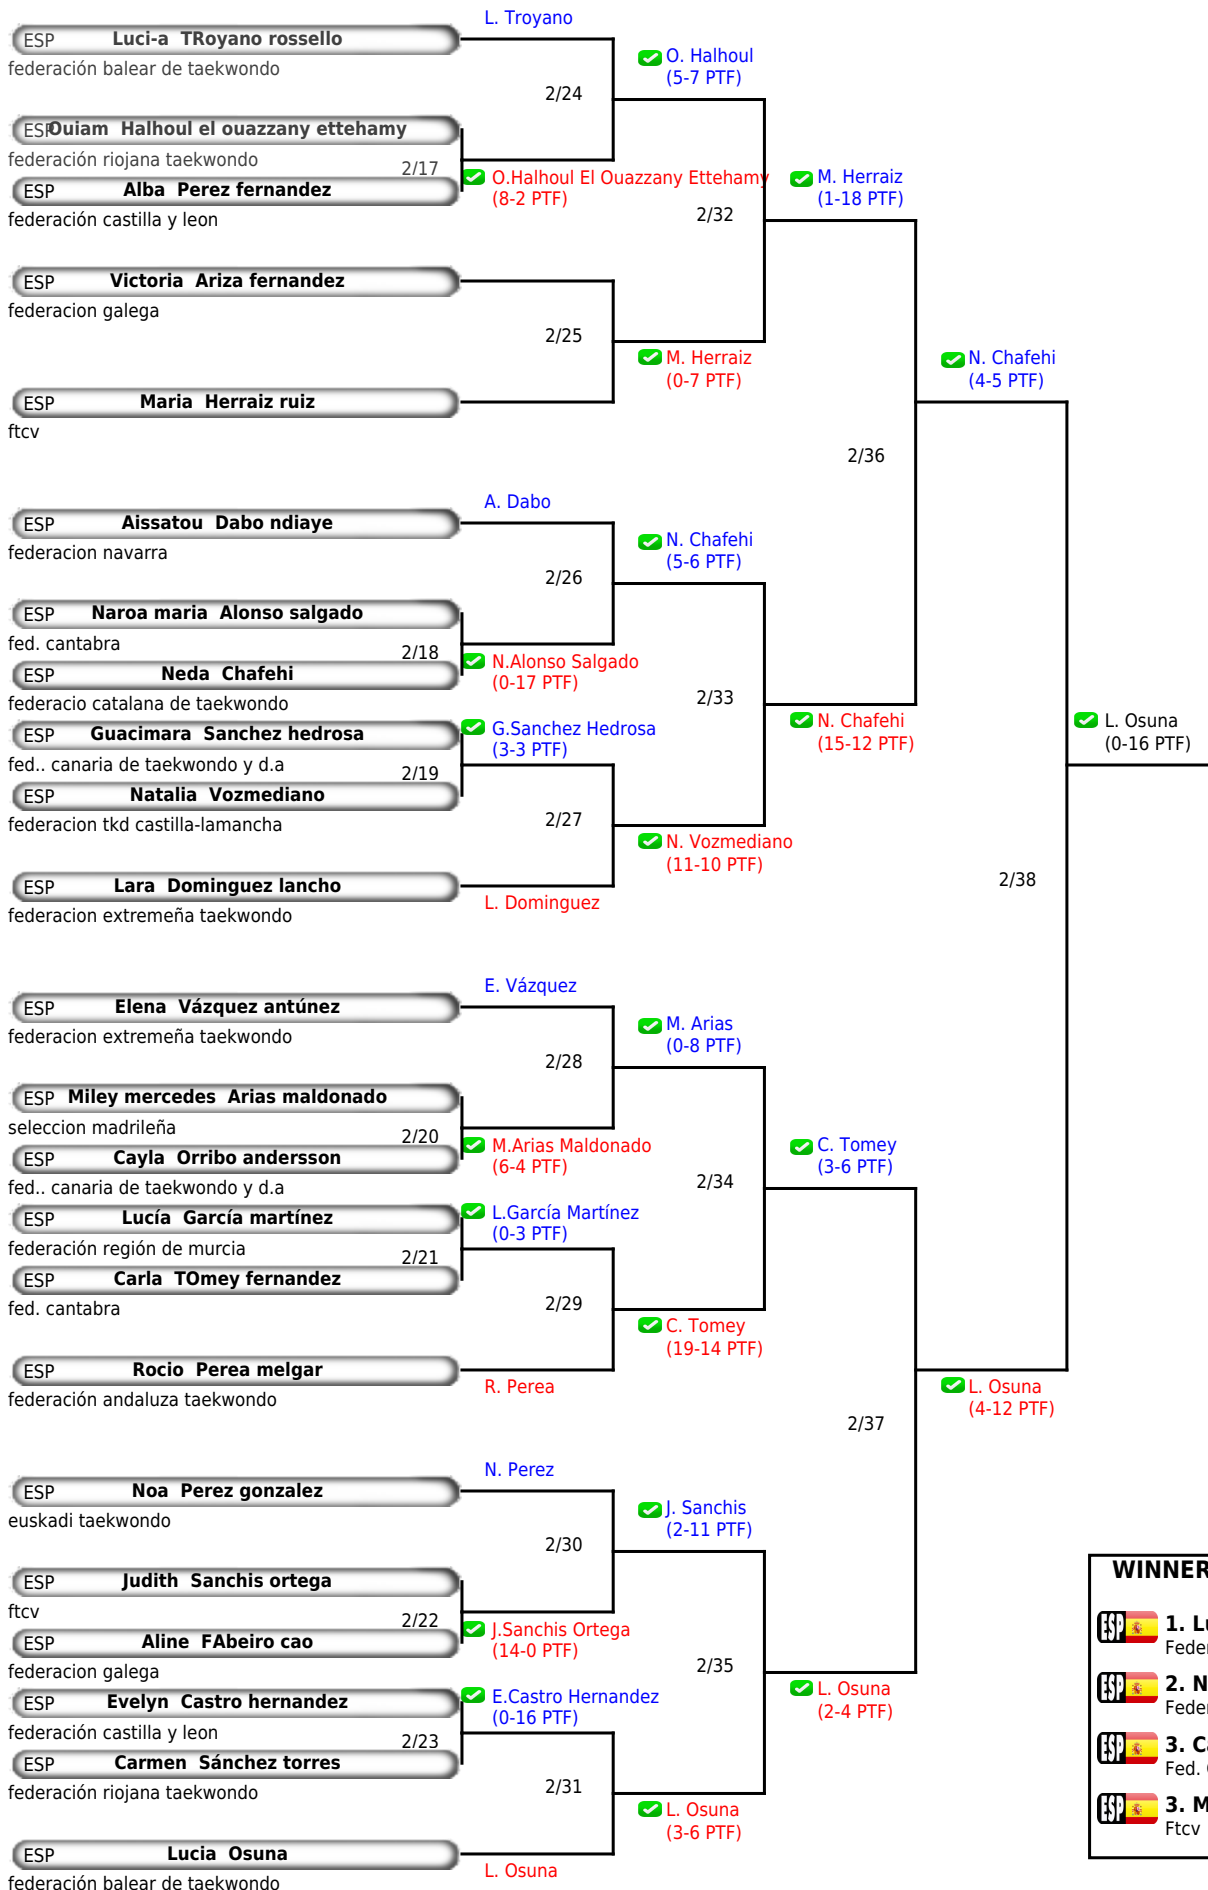 L. Troyano
ESP Luci-a TRoyano rossello
federación balear de taekwondo
O. Halhoul
(5-7 PTF)
2/24
ESP Ouiam Halhoul el ouazzany ettehamy
federación riojana taekwondo
2/17
ESP Alba Perez fernandez
federación castilla y leon
O.Halhoul El Ouazzany Ettehamy
(8-2 PTF)
M. Herraiz
(1-18 PTF)
2/32
ESP Victoria Ariza fernandez
federacion galega
2/25
M. Herraiz
(0-7 PTF)
ESP Maria Herraiz ruiz
ftcv
N. Chafehi
(4-5 PTF)
2/36
A. Dabo
ESP Aissatou Dabo ndiaye
federacion navarra
N. Chafehi
(5-6 PTF)
2/26
ESP Naroa maria Alonso salgado
fed. cantabra
2/18
ESP Neda Chafehi
federacio catalana de taekwondo
N.Alonso Salgado
(0-17 PTF)
2/33
ESP Guacimara Sanchez hedrosa
fed.. canaria de taekwondo y d.a
G.Sanchez Hedrosa
(3-3 PTF)
2/19
ESP Natalia Vozmediano
federacion tkd castilla-lamancha
N. Chafehi
(15-12 PTF)
L. Osuna
(0-16 PTF)
2/27
N. Vozmediano
(11-10 PTF)
ESP Lara Dominguez lancho
federacion extremeña taekwondo
L. Dominguez
2/38
E. Vázquez
ESP Elena Vázquez antúnez
federacion extremeña taekwondo
M. Arias
(0-8 PTF)
2/28
ESP Miley mercedes Arias maldonado
seleccion madrileña
2/20
ESP Cayla Orribo andersson
fed.. canaria de taekwondo y d.a
M.Arias Maldonado
(6-4 PTF)
C. Tomey
(3-6 PTF)
2/34
ESP Lucía García martínez
federación región de murcia
L.García Martínez
(0-3 PTF)
2/21
ESP Carla TOmey fernandez
fed. cantabra
2/29
C. Tomey
(19-14 PTF)
ESP Rocio Perea melgar
federación andaluza taekwondo
R. Perea
L. Osuna
(4-12 PTF)
2/37
N. Perez
ESP Noa Perez gonzalez
euskadi taekwondo
J. Sanchis
(2-11 PTF)
2/30
ESP Judith Sanchis ortega
ftcv
2/22
ESP Aline FAbeiro cao
federacion galega
J.Sanchis Ortega
(14-0 PTF)
2/35
ESP Evelyn Castro hernandez
federación castilla y leon
E.Castro Hernandez
(0-16 PTF)
2/23
ESP Carmen Sánchez torres
federación riojana taekwondo
L. Osuna
(2-4 PTF)
2/31
L. Osuna
(3-6 PTF)
ESP Lucia Osuna
federación balear de taekwondo
L. Osuna
WINNER
ESP 1. Lu
Feder
ESP 2. N
Feder
ESP 3. Ca
Fed.
ESP 3. M
Ftcv